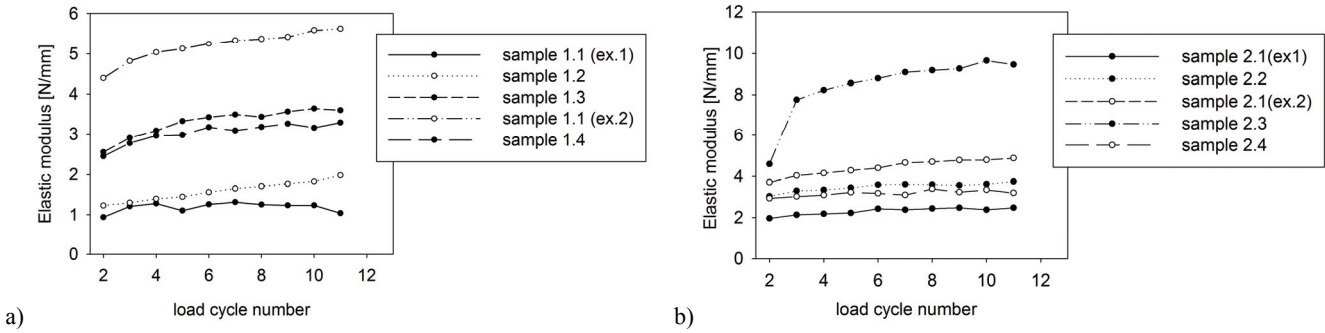 a)
Elastic modulus [N/mm]
6
5
4
3
2
1
0
2 4 6 8 10 12
load cycle number
sample 1.1 (ex.1)
sample 1.2
sample 1.3
sample 1.1 (ex.2)
sample 1.4
b)
Elastic modulus [N/mm]
12
10
8
6
4
2
0
2 4 6 8 10 12
load cycle number
sample 2.1(ex1)
sample 2.2
sample 2.1(ex.2)
sample 2.3
sample 2.4